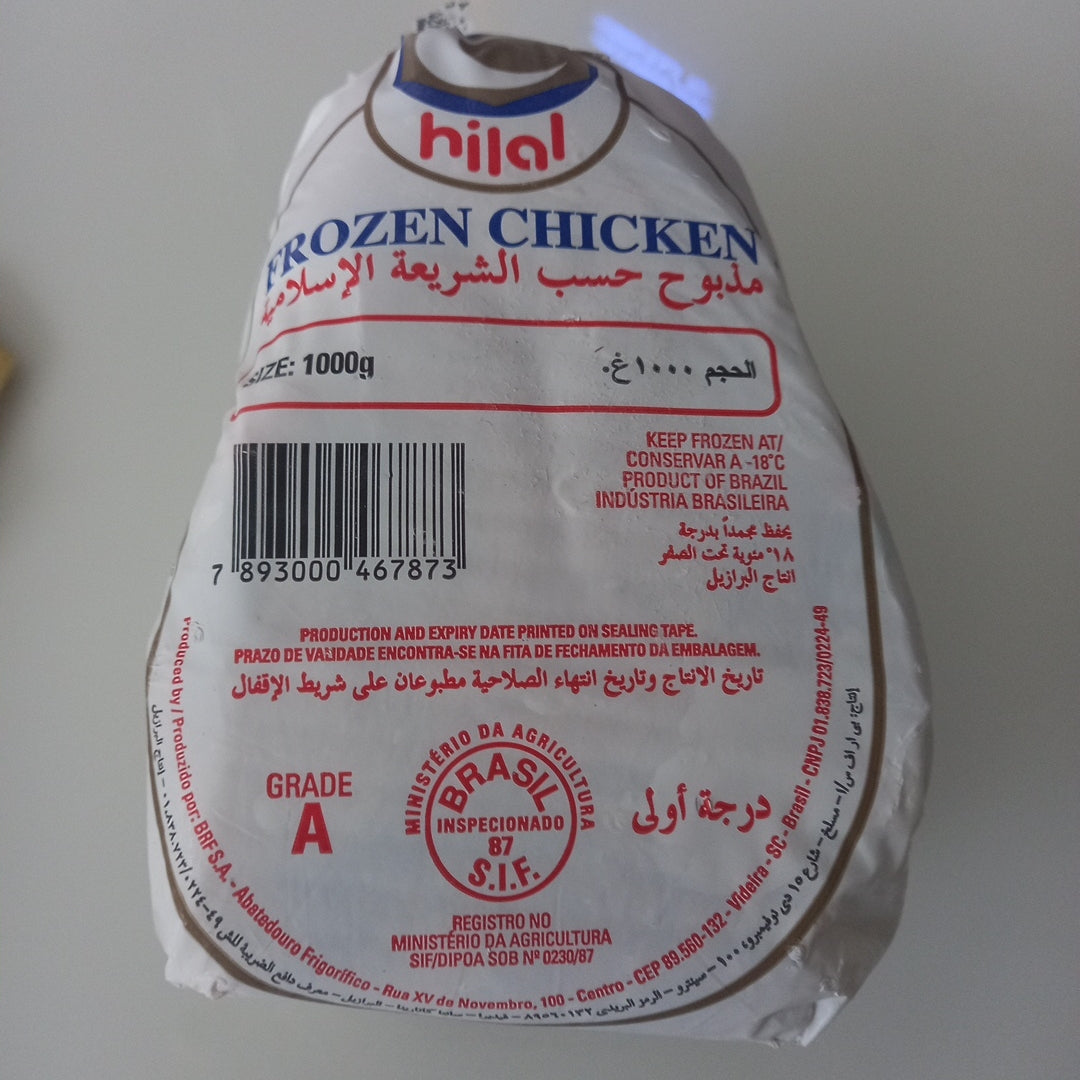 hilal
FROZEN CHICKEN
مذبوح حسب الشريعة الإسلامية
SIZE: 1000g
الحجم ١٠٠٠ غ.
KEEP FROZEN AT/
CONSERVAR A -18°C
PRODUCT OF BRAZIL
INDÚSTRIA BRASILEIRA
يحفظ مجمداً بدرجة
١٨° مئوية تحت الصفر
انتاج البرازيل
7 893000 467873
PRODUCTION AND EXPIRY DATE PRINTED ON SEALING TAPE.
PRAZO DE VALIDADE ENCONTRA-SE NA FITA DE FECHAMENTO DA EMBALAGEM.
تاريخ الانتاج وتاريخ انتهاء الصلاحية مطبوعان على شريط الإقفال
GRADE
A
MINISTÉRIO DA AGRICULTURA
BRASIL
INSPECIONADO
87
S.I.F.
درجة أولى
REGISTRO NO
MINISTÉRIO DA AGRICULTURA
SIF/DIPOA SOB Nº 0230/87
Produced by / Produzido por: BRF S.A. - Abatedouro Frigorífico - Rua XV de Novembro, 100 - Centro - CEP 89.560-132 - Videira - SC - Brasil - CNPJ 01.838.723/0224-49